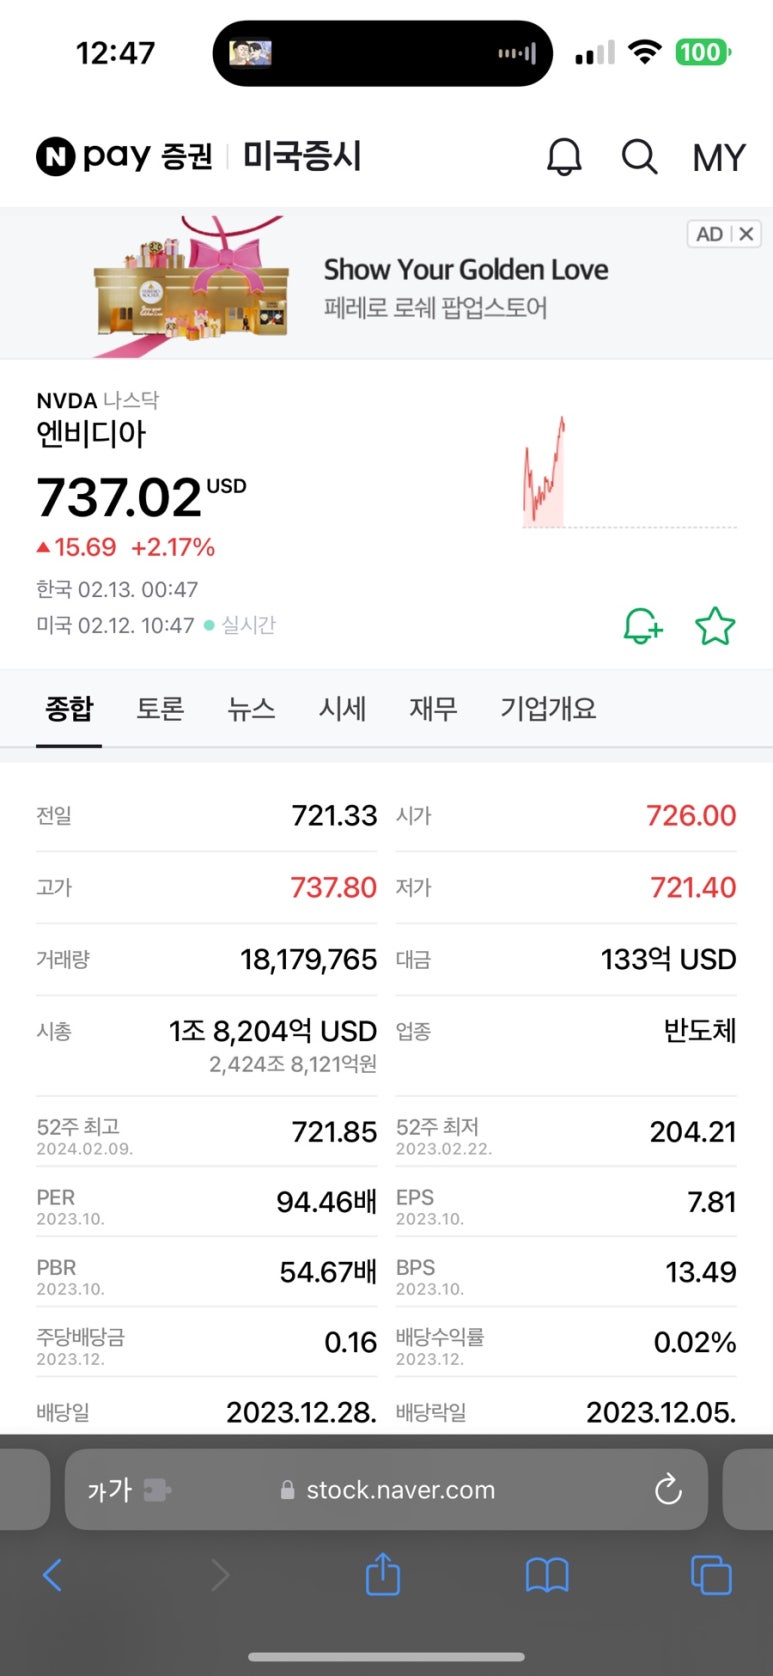 12:47
100
N pay 증권 | 미국증시
MY
AD
Show Your Golden Love
페레로 로쉐 팝업스토어
NVDA 나스닥
엔비디아
737.02 USD
▲15.69 +2.17%
한국 02.13. 00:47
미국 02.12. 10:47 실시간
종합 토론 뉴스 시세 재무 기업개요
전일 721.33 시가 726.00
고가 737.80 저가 721.40
거래량 18,179,765 대금 133억 USD
시총 1조 8,204억 USD 업종 반도체
2,424조 8,121억원
52주 최고 721.85 52주 최저 204.21
2024.02.09. 2023.02.22.
PER 94.46배 EPS 7.81
2023.10. 2023.10.
PBR 54.67배 BPS 13.49
2023.10. 2023.10.
주당배당금 0.16 배당수익률 0.02%
2023.12. 2023.12.
배당일 2023.12.28. 배당락일 2023.12.05.
가가 stock.naver.com